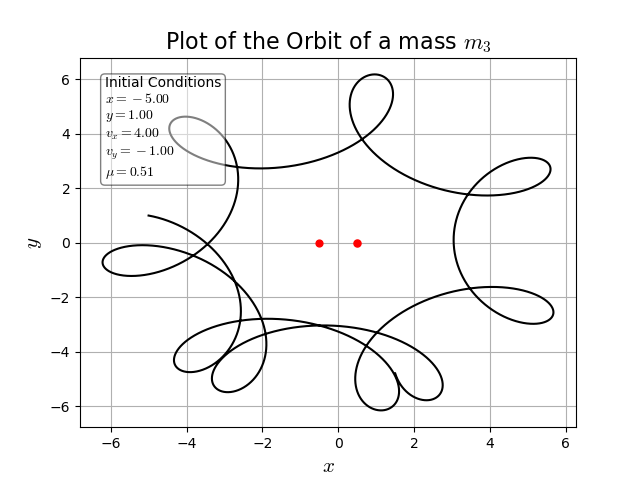 Plot of the Orbit of a mass m₃
Initial Conditions
x = −5.00
y = 1.00
vₓ = 4.00
v_y = −1.00
μ = 0.51
6
4
2
0
−2
−4
−6
y
−6 −4 −2 0 2 4 6
x